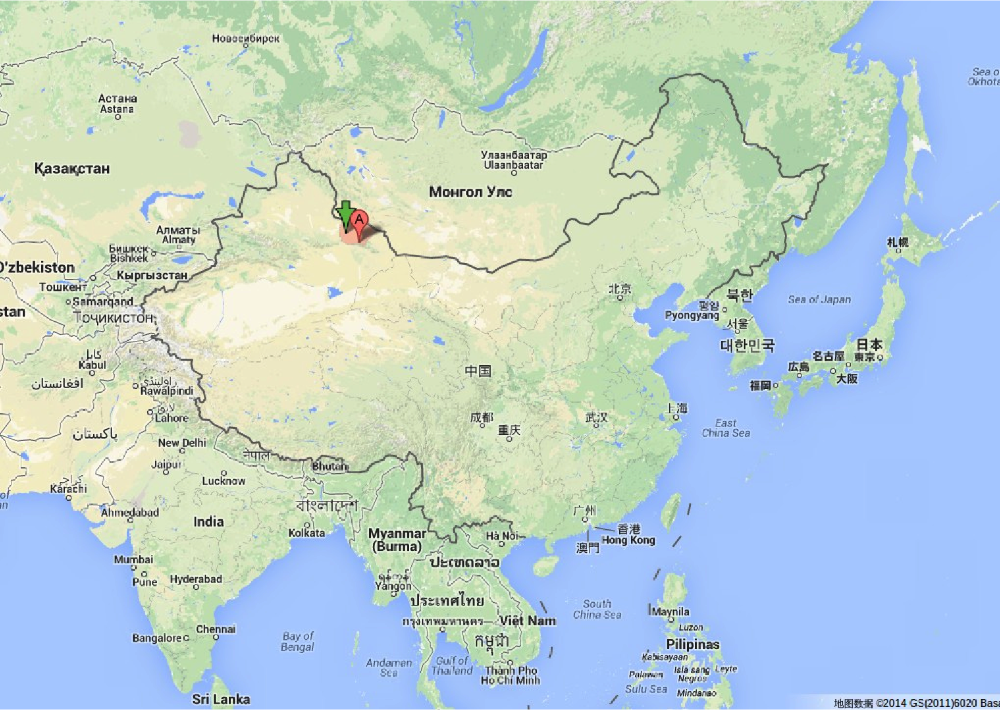 Новосибирск
Sea o
Okhots
Астана
Astana
Қазақстан
Улаанбаатар
Ulaanbaatar
Монгол Улс
A
Алматы
Almaty
Бишкек
Bishkek
O'zbekiston
Кыргызстан
Тошкент
Samarqand
stan
Тоҷикистон
札幌
北京
북한
평양
Pyongyang
서울
대한민국
Sea of Japan
日本
名古屋
東京
広島
大阪
福岡
کابل
Kabul
افغانستان
راولپنڈی
Rawalpindi
لاہور
Lahore
پاکستان
中国
成都
重庆
武汉
上海
East
China Sea
New Delhi
Jaipur
नेपाल
Lucknow
Bhutan
کراچی
Karachi
of
an
Ahmedabad
বাংলাদেশ
India
Kolkata
Myanmar
(Burma)
Hà Nội
广州
香港
Hong Kong
澳門
Mumbai
Pune
Hyderabad
ປະເທດລາວ
ရန်ကုန်
Yangon
ประเทศไทย
กรุงเทพมหานคร
Việt Nam
South
China Sea
Maynila
Luzon
Pilipinas
Kabisayaan
Chennai
Bangalore
Bay of
Bengal
កម្ពុជា
Andaman
Sea
Gulf of
Thailand
Thành Phố
Hồ Chí Minh
Palawan
Isla sang
Negros
Leyte
Sulu Sea
Mindanao
Sri Lanka
地图数据 ©2014 GS(2011)6020 Basa